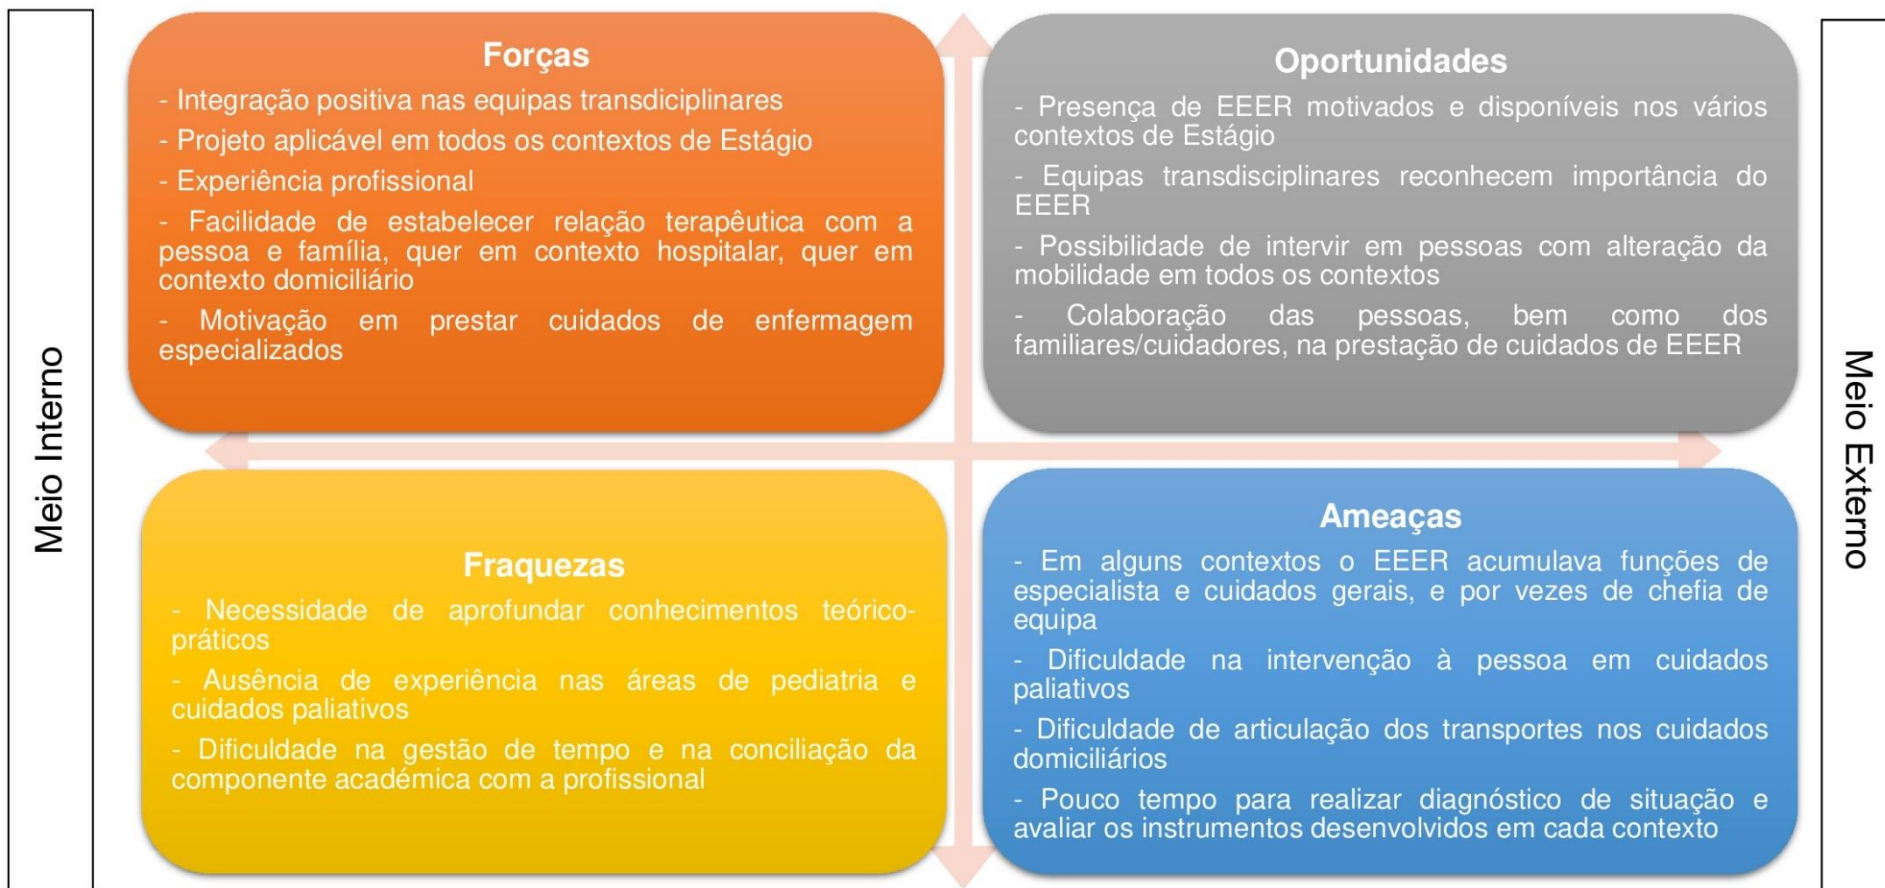 Meio Interno
Forças
- Integração positiva nas equipas transdiciplinares
- Projeto aplicável em todos os contextos de Estágio
- Experiência profissional
- Facilidade de estabelecer relação terapêutica com a
pessoa e família, quer em contexto hospitalar, quer em
contexto domiciliário
- Motivação em prestar cuidados de enfermagem
especializados
Oportunidades
- Presença de EEER motivados e disponíveis nos vários
contextos de Estágio
- Equipas transdisciplinares reconhecem importância do
EEER
- Possibilidade de intervir em pessoas com alteração da
mobilidade em todos os contextos
- Colaboração das pessoas, bem como dos
familiares/cuidadores, na prestação de cuidados de EEER
Fraquezas
- Necessidade de aprofundar conhecimentos teórico-
práticos
- Ausência de experiência nas áreas de pediatria e
cuidados paliativos
- Dificuldade na gestão de tempo e na conciliação da
componente académica com a profissional
Ameaças
- Em alguns contextos o EEER acumulava funções de
especialista e cuidados gerais, e por vezes de chefia de
equipa
- Dificuldade na intervenção à pessoa em cuidados
paliativos
- Dificuldade de articulação dos transportes nos cuidados
domiciliários
- Pouco tempo para realizar diagnóstico de situação e
avaliar os instrumentos desenvolvidos em cada contexto
Meio Externo